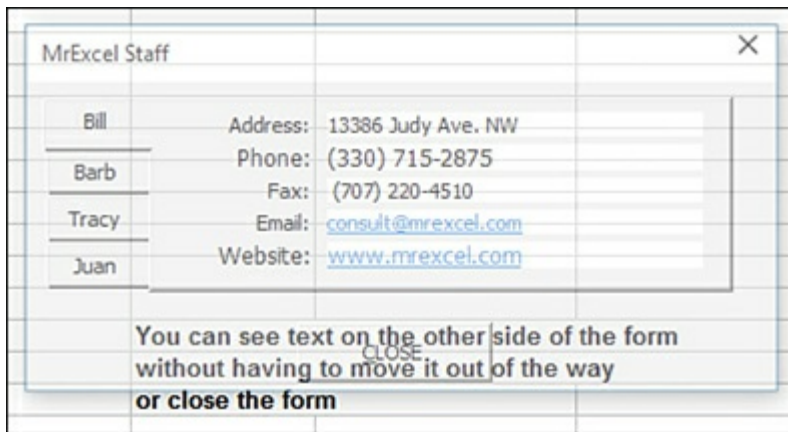 MrExcel Staff
Bill
Barb
Tracy
Juan
Address: 13386 Judy Ave. NW
Phone: (330) 715-2875
Fax: (707) 220-4510
Email: consult@mrexcel.com
Website: www.mrexcel.com
You can see text on the other side of the form
CLOSE
without having to move it out of the way
or close the form